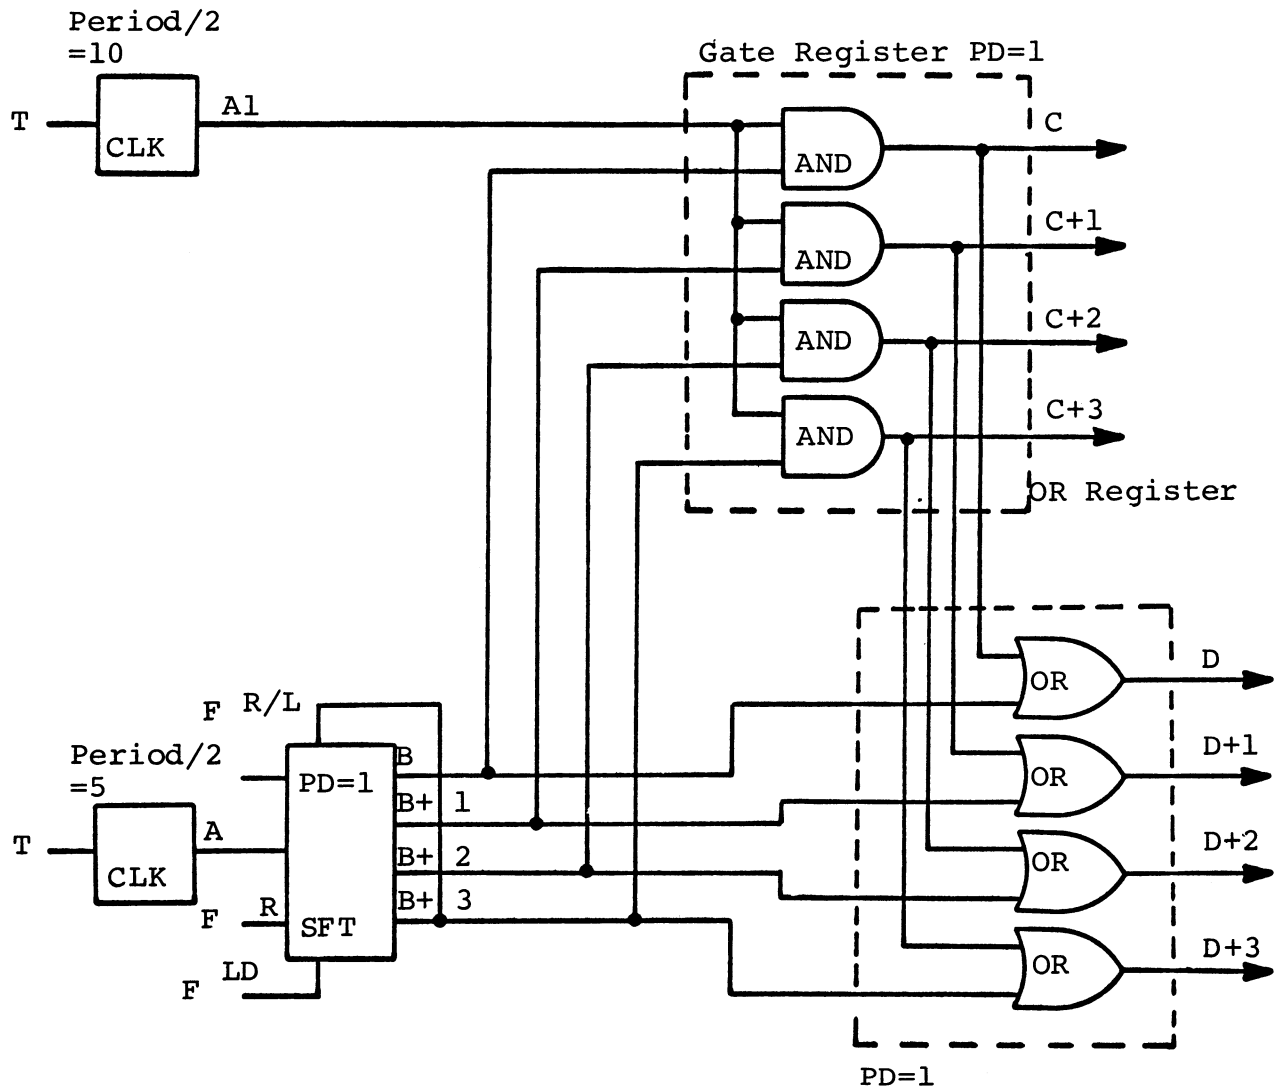 Period/2
=10
Gate Register PD=1
T
CLK
A1
AND
C
AND
C+1
AND
C+2
AND
C+3
OR Register
F
R/L
Period/2
=5
PD=1
B
B+ 1
B+ 2
B+ 3
T
CLK
A
F
R
SFT
F
LD
OR
D
OR
D+1
OR
D+2
OR
D+3
PD=1